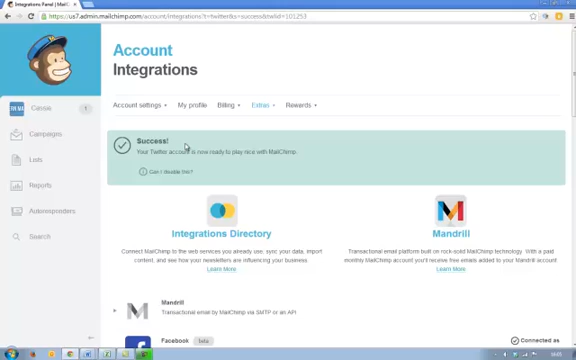 Integrations Panel | Mail
https://us7.admin.mailchimp.com/account/integrations?t=twitter&s=success&twiid=101253
Account
Integrations
Account settings
My profile
Billing
Extras
Rewards
Cassie
1
Campaigns
Lists
Reports
Autoresponders
Search
Success!
Your Twitter account is now ready to play nice with MailChimp.
Can I disable this?
Integrations Directory
Connect MailChimp to the web services you already use, sync your data, import
content, and see how your newsletters are influencing your business.
Learn More
Mandrill
Transactional email platform built on rock-solid MailChimp technology. With a paid
monthly MailChimp account you'll receive free emails added to your Mandrill account
Learn More
Mandrill
Transactional email by MailChimp via SMTP or an API
Facebook beta
Connected as